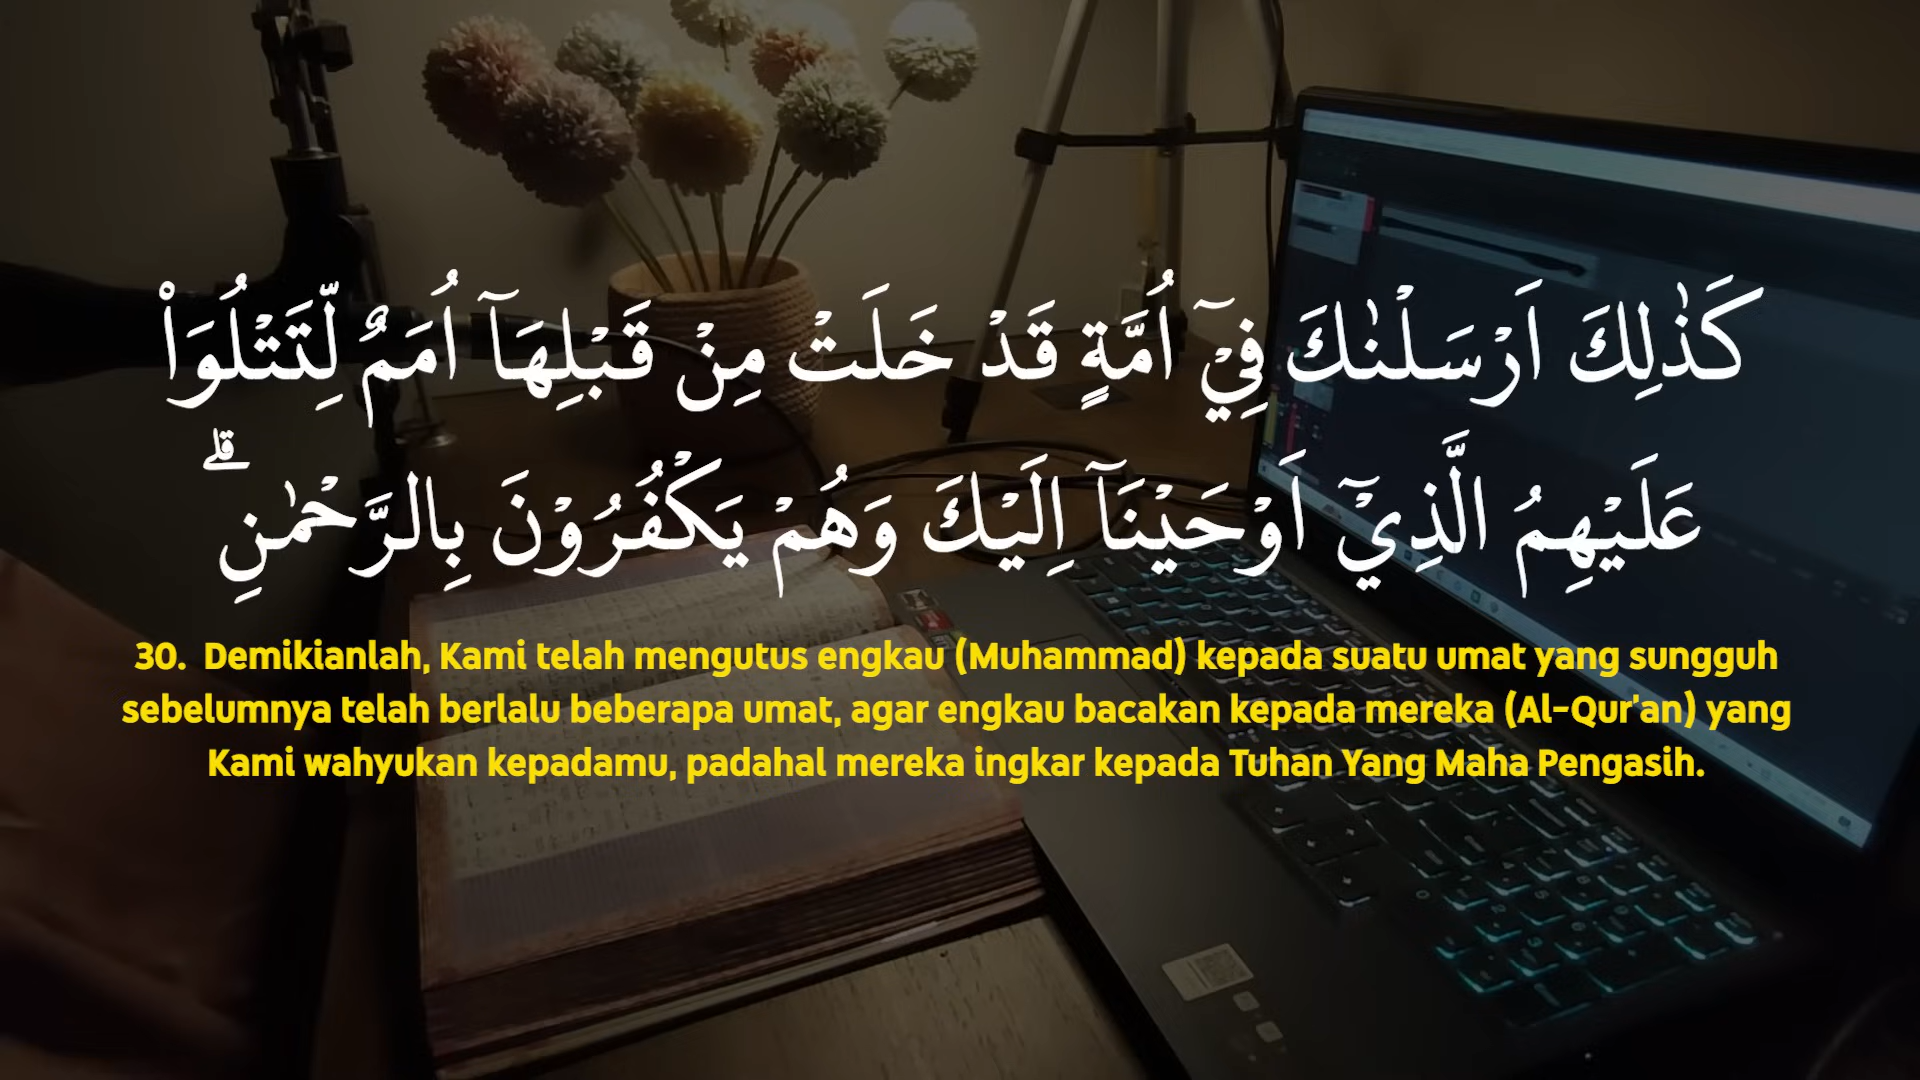 كَذٰلِكَ اَرْسَلْنٰكَ فِيْٓ اُمَّةٍ قَدْ خَلَتْ مِنْ قَبْلِهَآ اُمَمٌ لِّتَتْلُوَا۟
عَلَيْهِمُ الَّذِيْٓ اَوْحَيْنَآ اِلَيْكَ وَهُمْ يَكْفُرُوْنَ بِالرَّحْمٰنِۗ
30. Demikianlah, Kami telah mengutus engkau (Muhammad) kepada suatu umat yang sungguh
sebelumnya telah berlalu beberapa umat, agar engkau bacakan kepada mereka (Al-Qur'an) yang
Kami wahyukan kepadamu, padahal mereka ingkar kepada Tuhan Yang Maha Pengasih.